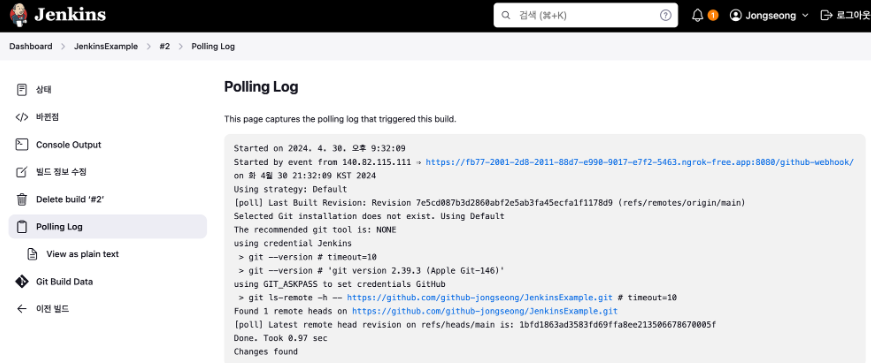 Jenkins
검색 (⌘+K)
1
Jongseong
로그아웃
Dashboard > JenkinsExample > #2 > Polling Log
상태
바뀐점
Console Output
빌드 정보 수정
Delete build ‘#2’
Polling Log
View as plain text
Git Build Data
이전 빌드
Polling Log
This page captures the polling log that triggered this build.
Started on 2024. 4. 30. 오후 9:32:09
Started by event from 140.82.115.111 ⇒ https://fb77-2001-2d8-2011-88d7-e990-9017-e7f2-5463.ngrok-free.app:8080/github-webhook/
on 화 4월 30 21:32:09 KST 2024
Using strategy: Default
[poll] Last Built Revision: Revision 7e5cd087b3d2860abf2e5ab3fa45ecfa1f1178d9 (refs/remotes/origin/main)
Selected Git installation does not exist. Using Default
The recommended git tool is: NONE
using credential Jenkins
> git --version # timeout=10
> git --version # 'git version 2.39.3 (Apple Git-146)'
using GIT_ASKPASS to set credentials GitHub
> git ls-remote -h -- https://github.com/github-jongseong/JenkinsExample.git # timeout=10
Found 1 remote heads on https://github.com/github-jongseong/JenkinsExample.git
[poll] Latest remote head revision on refs/heads/main is: 1bfd1863ad3583fd69ffa8ee213506678670005f
Done. Took 0.97 sec
Changes found